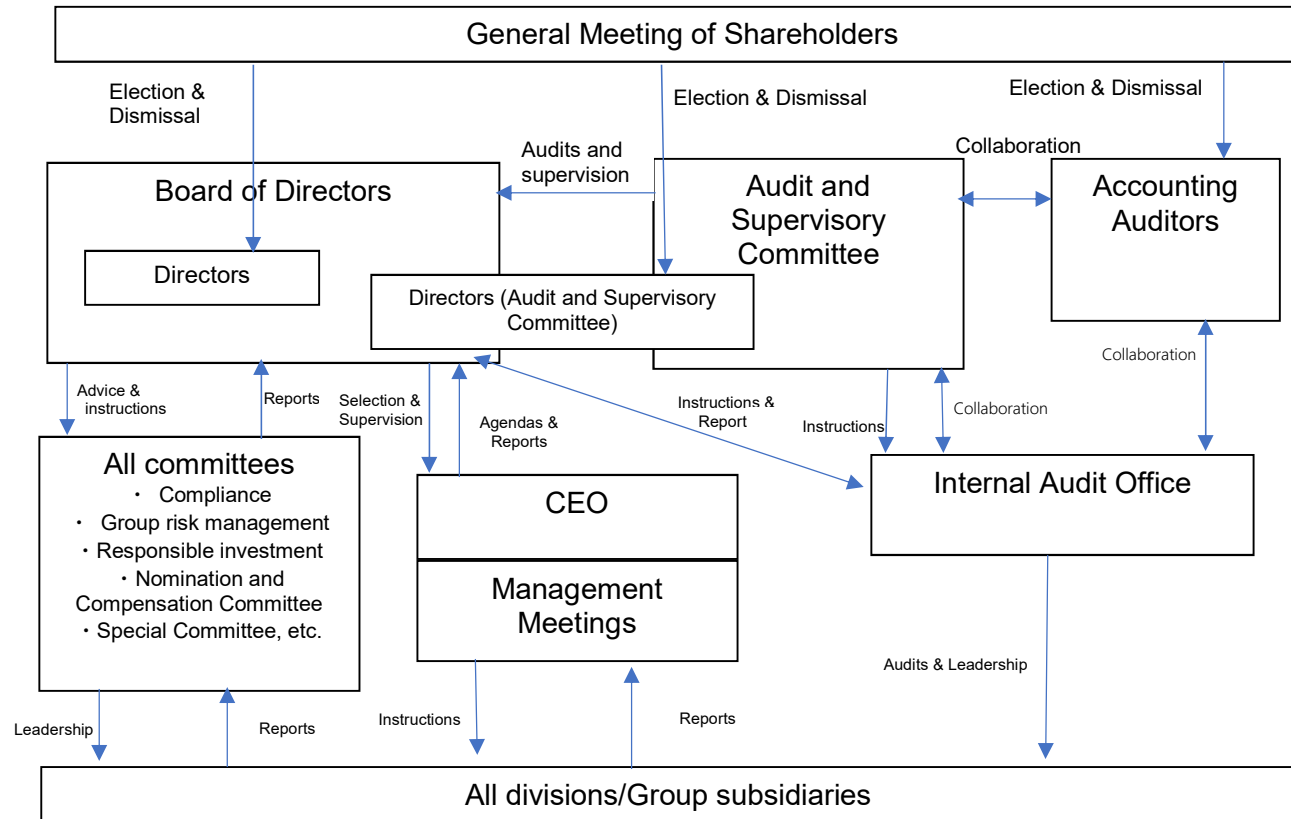 General Meeting of Shareholders
Election &
Dismissal
Election & Dismissal
Election & Dismissal
Audits and
supervision
Collaboration
Board of Directors
Audit and
Supervisory
Committee
Accounting
Auditors
Directors
Directors (Audit and Supervisory
Committee)
Advice &
instructions
Reports
Selection &
Supervision
Agendas &
Reports
Instructions &
Report
Instructions
Collaboration
Collaboration
All committees
・ Compliance
・ Group risk management
・Responsible investment
・Nomination and
Compensation Committee
・Special Committee, etc.
CEO
Management
Meetings
Internal Audit Office
Leadership
Reports
Instructions
Reports
Audits & Leadership
All divisions/Group subsidiaries